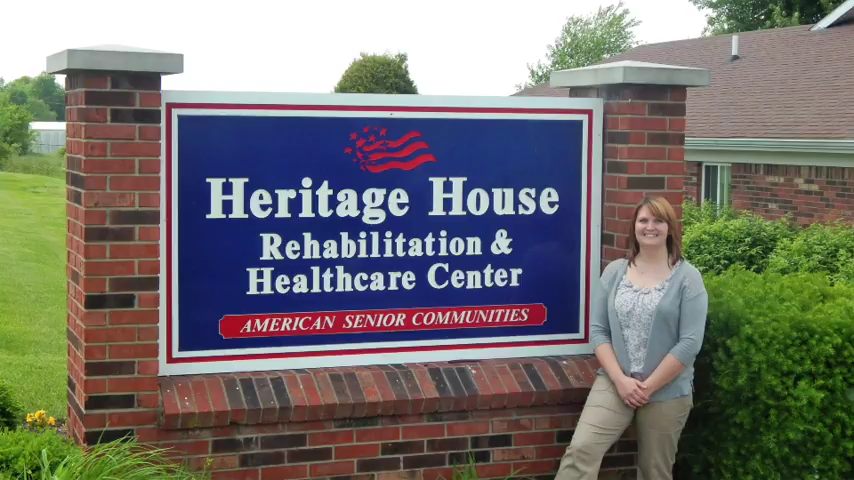 Heritage House
Rehabilitation &
Healthcare Center
AMERICAN SENIOR COMMUNITIES